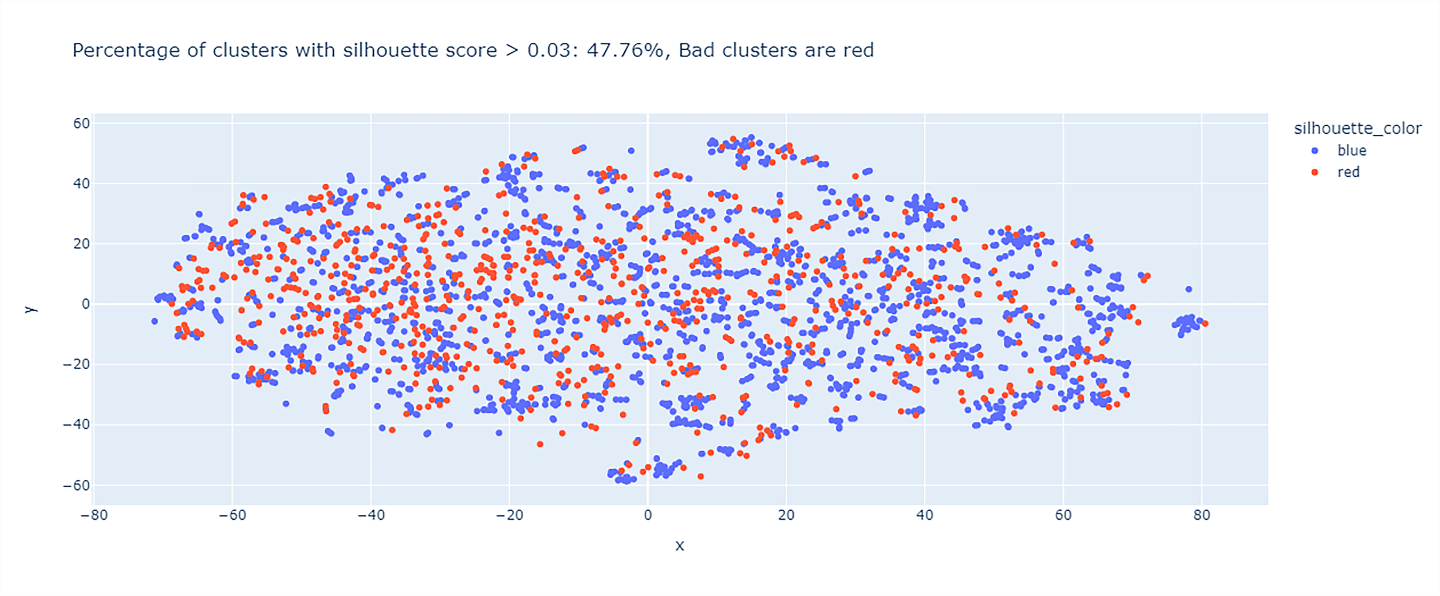 Percentage of clusters with silhouette score > 0.03: 47.76%, Bad clusters are red
silhouette_color
blue
red
60
40
20
0
−20
−40
−60
y
−80 −60 −40 −20 0 20 40 60 80
x